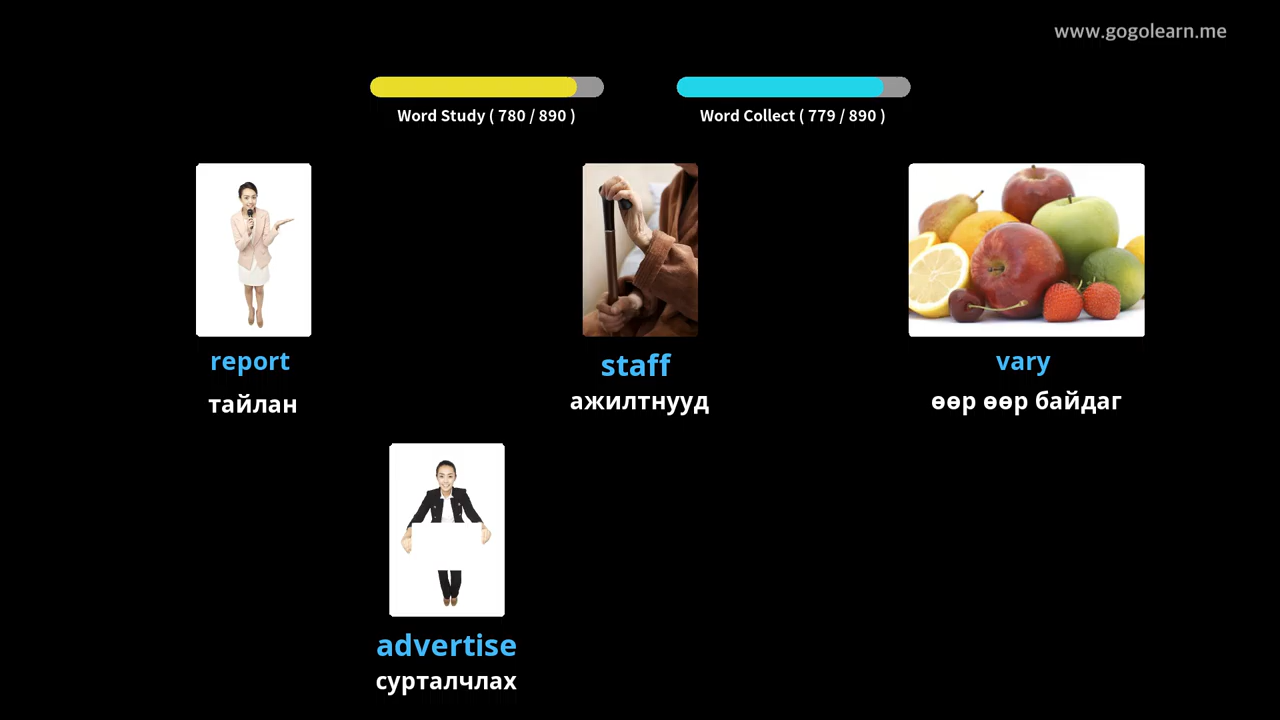 www.gogolearn.me
Word Study ( 780 / 890 )
Word Collect ( 779 / 890 )
report
тайлан
staff
ажилтнууд
vary
өөр өөр байдаг
advertise
сурталчлах